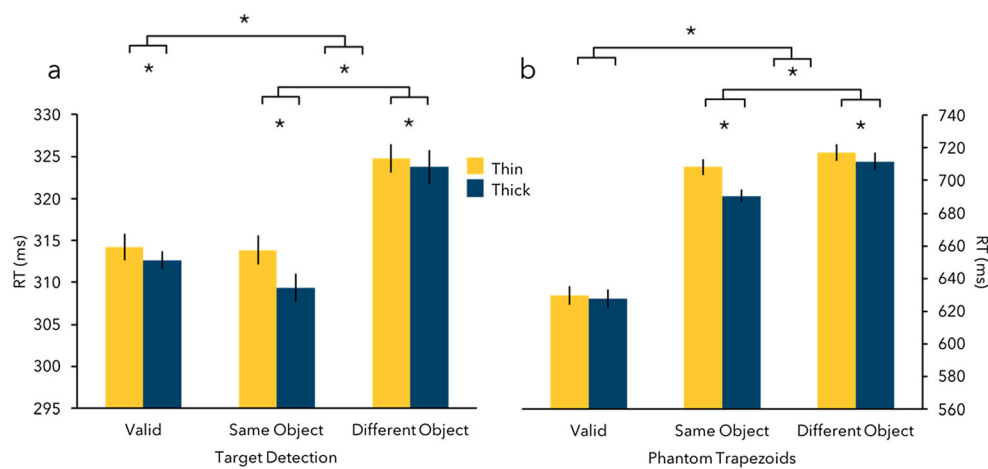 *
*
a
*
*
b
*
*
*
*
*
*
330
325
320
315
310
305
300
295
RT (ms)
Thin
Thick
740
720
700
680
660
640
620
600
580
560
RT (ms)
Valid
Same Object
Different Object
Target Detection
Valid
Same Object
Different Object
Phantom Trapezoids